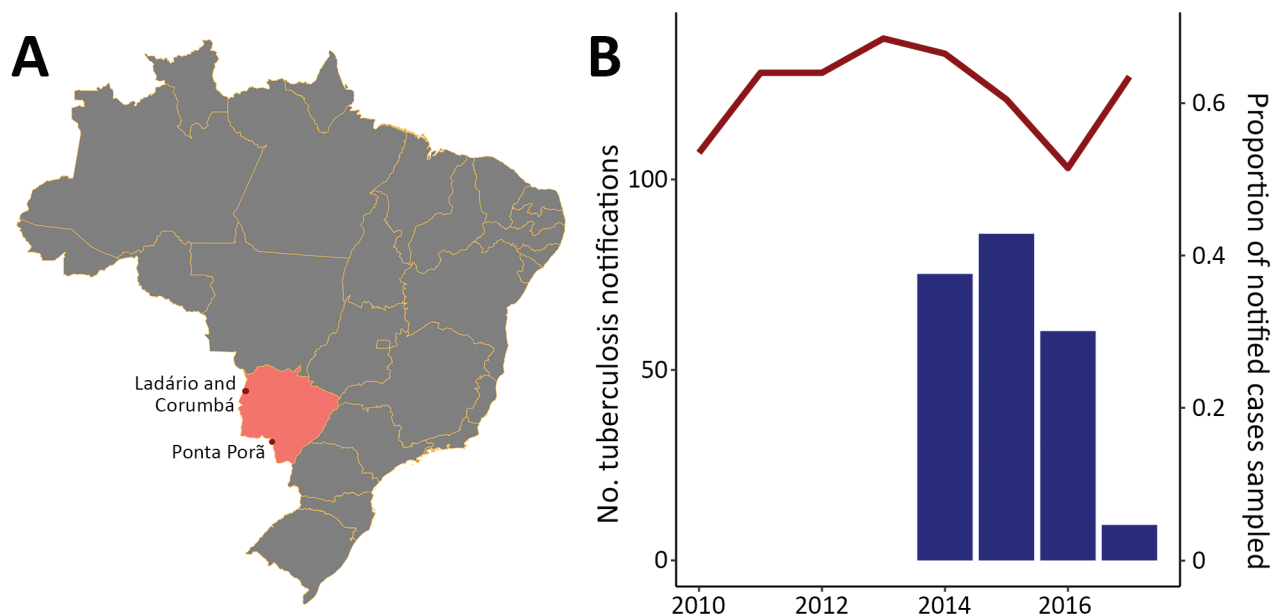 A
Ladário and
Corumbá
Ponta Porã
B
No. tuberculosis notifications
100
50
0
2010
2012
2014
2016
0.6
0.4
0.2
0
Proportion of notified cases sampled